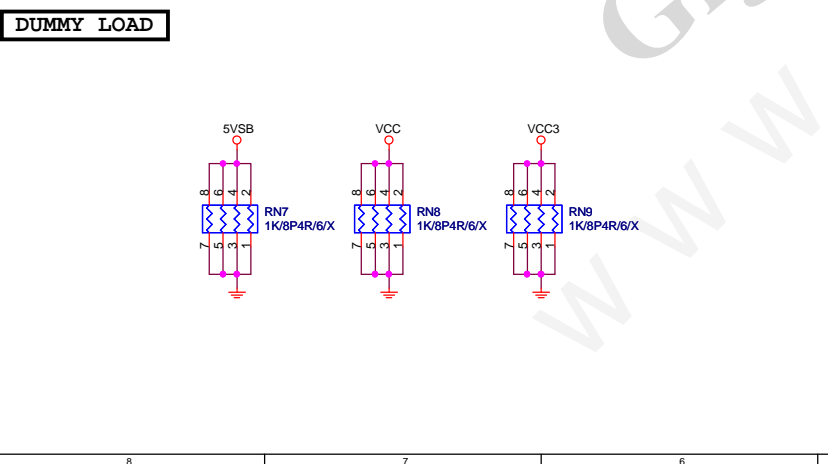 DUMMY LOAD
5VSB
VCC
VCC3
8 6 4 2
8 6 4 2
8 6 4 2
RN7
1K/8P4R/6/X
RN8
1K/8P4R/6/X
RN9
1K/8P4R/6/X
7 5 3 1
7 5 3 1
7 5 3 1
W W W
8
7
6